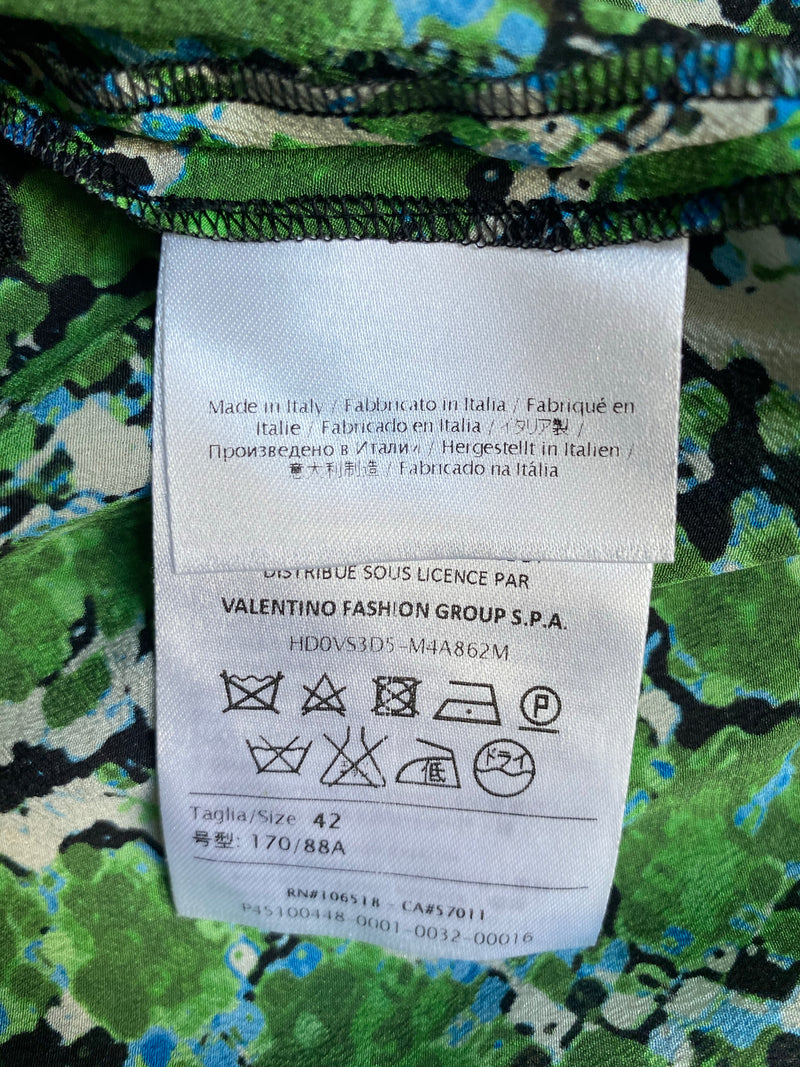 Made in Italy / Fabbricato in Italia / Fabriqué en
Italie / Fabricado en Italia / イタリア製 /
Произведено в Италии / Hergestellt in Italien /
意大利制造 / Fabricado na Itália
DISTRIBUÉ SOUS LICENCE PAR
VALENTINO FASHION GROUP S.P.A.
HD0VS3D5-M4A862M
P
低 ドライ
Taglia/Size 42
号型: 170/88A
RN#106518 - CA#57011
P45100448-0001-0032-00016